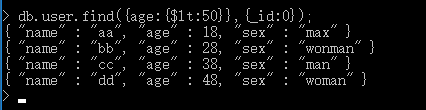 > db.user.find({age:{$lt:50}},{_id:0});
{ "name" : "aa", "age" : 18, "sex" : "max" }
{ "name" : "bb", "age" : 28, "sex" : "wonman" }
{ "name" : "cc", "age" : 38, "sex" : "man" }
{ "name" : "dd", "age" : 48, "sex" : "woman" }
>